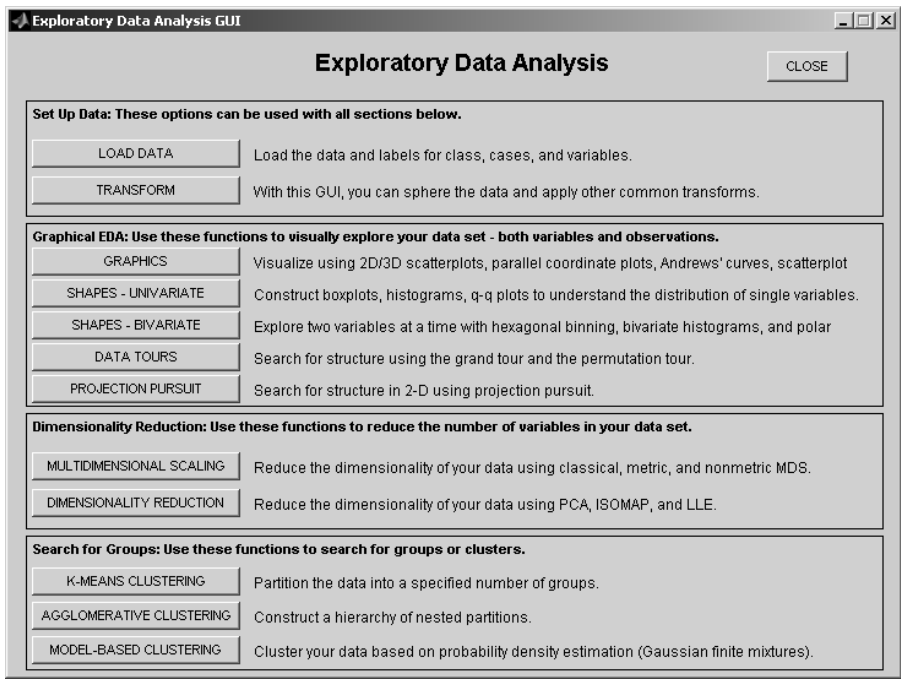 Exploratory Data Analysis GUI
Exploratory Data Analysis
CLOSE
Set Up Data: These options can be used with all sections below.
LOAD DATA Load the data and labels for class, cases, and variables.
TRANSFORM With this GUI, you can sphere the data and apply other common transforms.
Graphical EDA: Use these functions to visually explore your data set - both variables and observations.
GRAPHICS Visualize using 2D/3D scatterplots, parallel coordinate plots, Andrews' curves, scatterplot
SHAPES - UNIVARIATE Construct boxplots, histograms, q-q plots to understand the distribution of single variables.
SHAPES - BIVARIATE Explore two variables at a time with hexagonal binning, bivariate histograms, and polar
DATA TOURS Search for structure using the grand tour and the permutation tour.
PROJECTION PURSUIT Search for structure in 2-D using projection pursuit.
Dimensionality Reduction: Use these functions to reduce the number of variables in your data set.
MULTIDIMENSIONAL SCALING Reduce the dimensionality of your data using classical, metric, and nonmetric MDS.
DIMENSIONALITY REDUCTION Reduce the dimensionality of your data using PCA, ISOMAP, and LLE.
Search for Groups: Use these functions to search for groups or clusters.
K-MEANS CLUSTERING Partition the data into a specified number of groups.
AGGLOMERATIVE CLUSTERING Construct a hierarchy of nested partitions.
MODEL-BASED CLUSTERING Cluster your data based on probability density estimation (Gaussian finite mixtures).